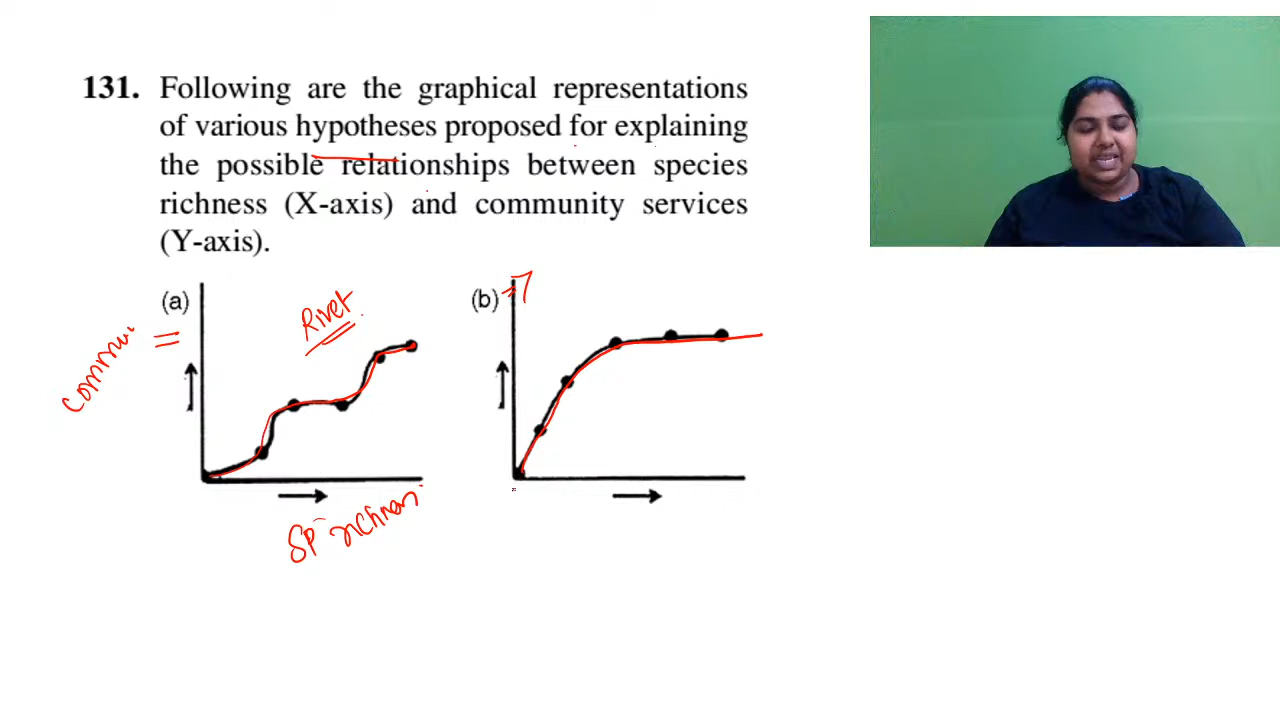 131. Following are the graphical representations
of various hypotheses proposed for explaining
the possible relationships between species
richness (X-axis) and community services
(Y-axis).
(a)
Rivet
(b)
commu
SP richness